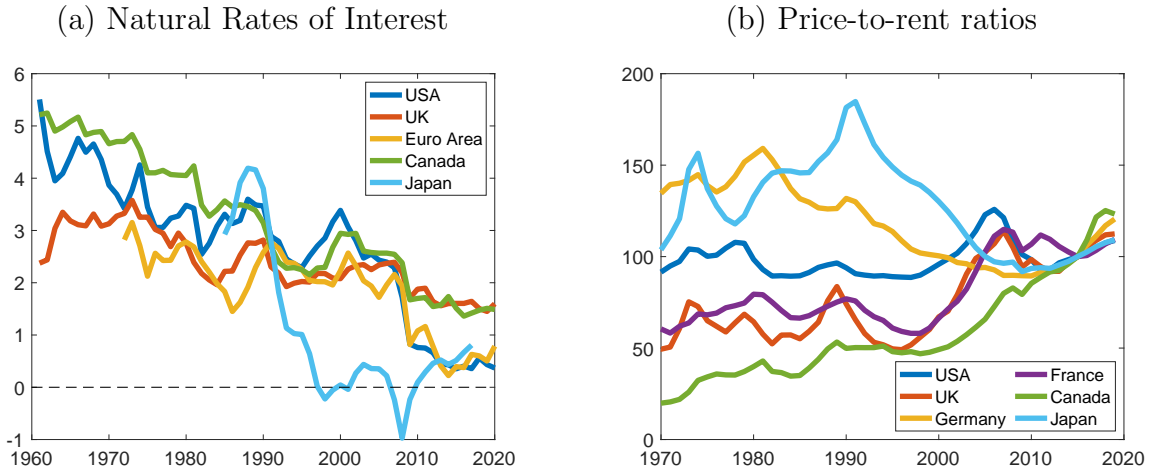 (a) Natural Rates of Interest
6
5
4
3
2
1
0
-1
1960 1970 1980 1990 2000 2010 2020
USA
UK
Euro Area
Canada
Japan
(b) Price-to-rent ratios
200
150
100
50
0
1970 1980 1990 2000 2010 2020
USA
UK
Germany
France
Canada
Japan